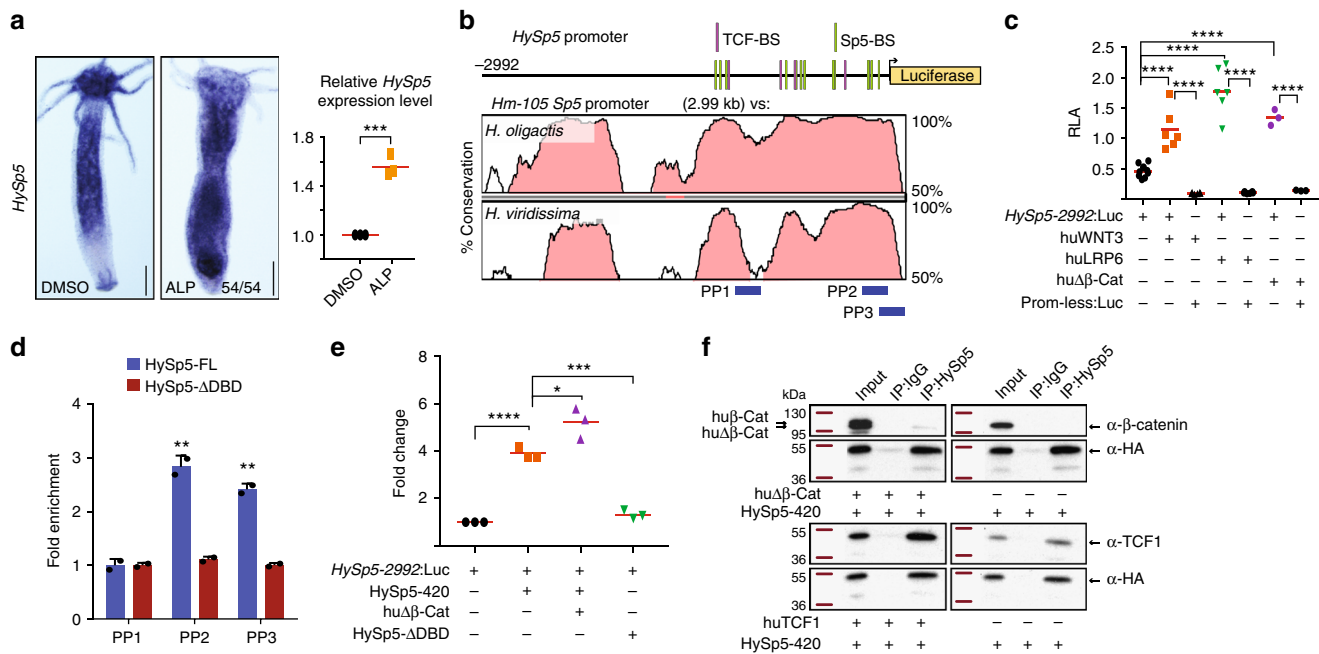 a
HySp5
DMSO
ALP
54/54
Relative HySp5
expression level
***
1.8
1.4
1.0
DMSO
ALP
b
HySp5 promoter
TCF-BS
Sp5-BS
–2992
Luciferase
Hm-105 Sp5 promoter (2.99 kb) vs:
H. oligactis
100%
50%
H. viridissima
100%
50%
% Conservation
PP1
PP2
PP3
c
****
****
**** **** **** ****
RLA
2.5
2.0
1.5
1.0
0.5
HySp5-2992:Luc + + – + – + –
huWNT3 – + + – – – –
huLRP6 – – – + + – –
huΔβ-Cat – – – – – + +
Prom-less:Luc – – + – + – +
d
HySp5-FL
HySp5-ΔDBD
Fold enrichment
4
3
2
1
0
**
**
PP1 PP2 PP3
e
Fold change
8
6
4
2
****
*
***
HySp5-2992:Luc + + + +
HySp5-420 – + + –
huΔβ-Cat – – + –
HySp5-ΔDBD – – – +
f
Input IP:IgG IP:HySp5 Input IP:IgG IP:HySp5
kDa
huβ-Cat
huΔβ-Cat
130
95
α-β-catenin
55
36
α-HA
huΔβ-Cat + + + – – –
HySp5-420 + + + + + +
55
36
α-TCF1
55
36
α-HA
huTCF1 + + + – – –
HySp5-420 + + + + + +